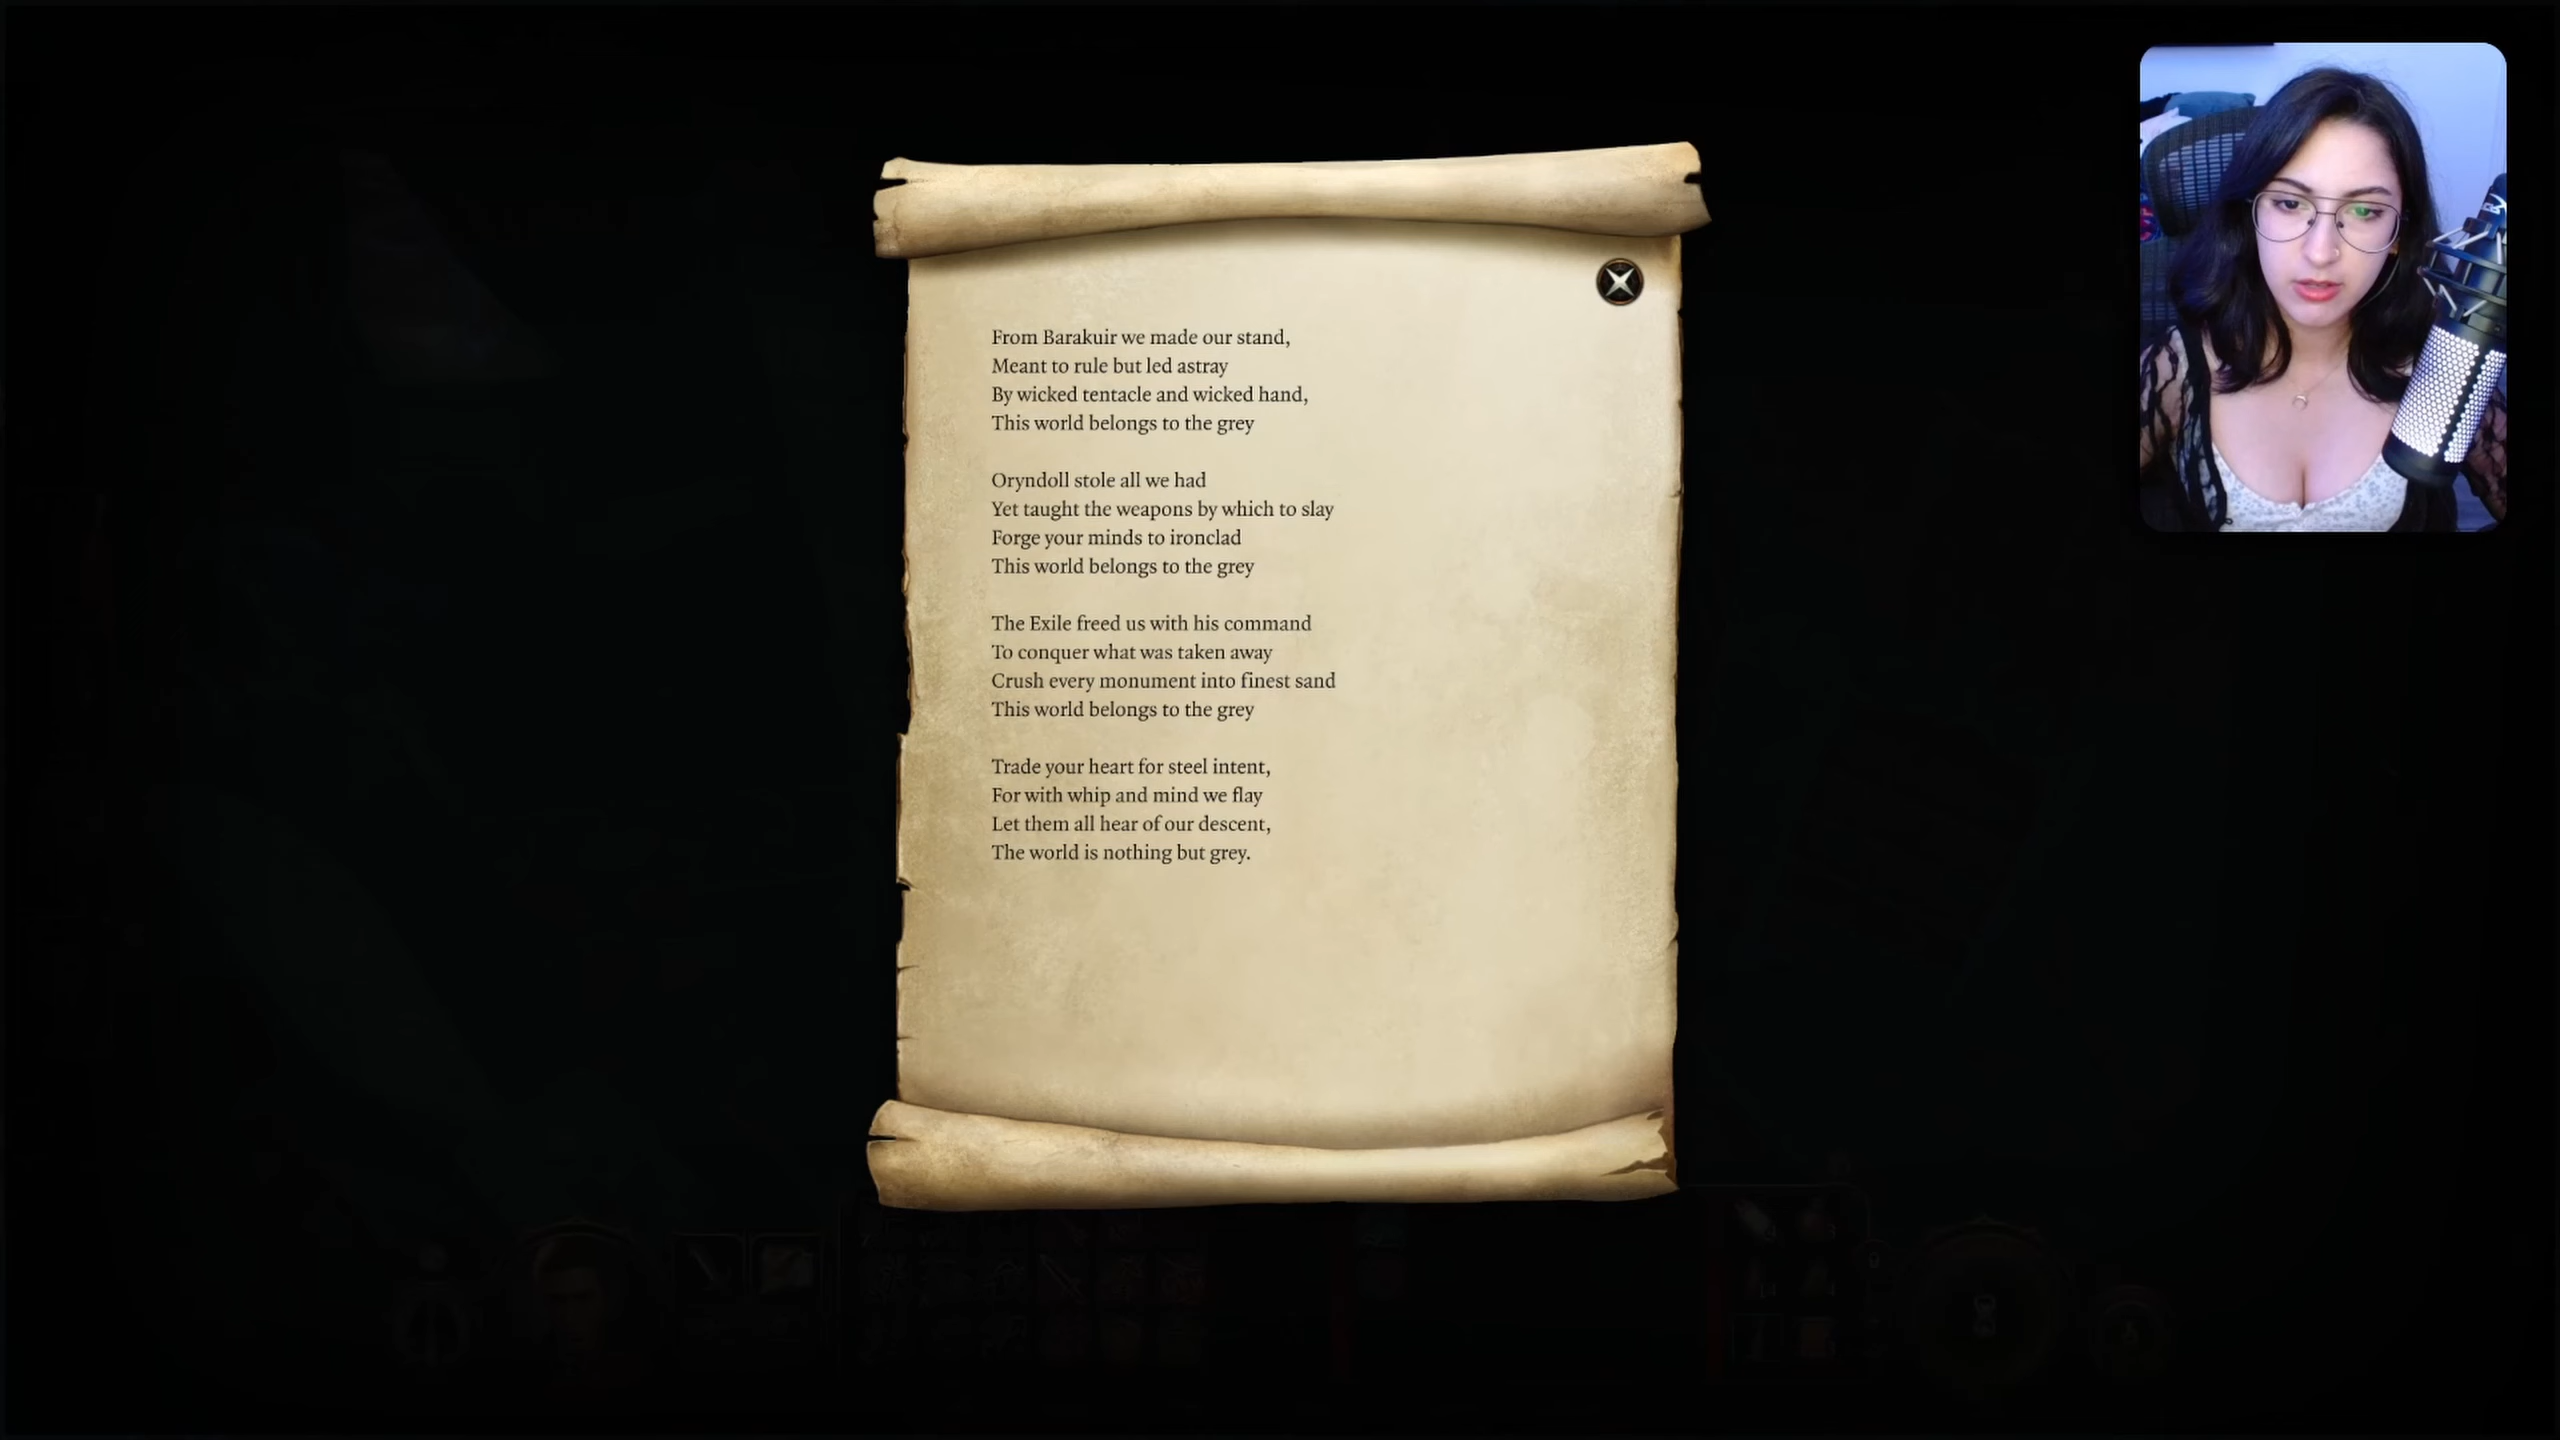 From Barakuir we made our stand,
Meant to rule but led astray
By wicked tentacle and wicked hand,
This world belongs to the grey
Oryndoll stole all we had
Yet taught the weapons by which to slay
Forge your minds to ironclad
This world belongs to the grey
The Exile freed us with his command
To conquer what was taken away
Crush every monument into finest sand
This world belongs to the grey
Trade your heart for steel intent,
For with whip and mind we flay
Let them all hear of our descent,
The world is nothing but grey.